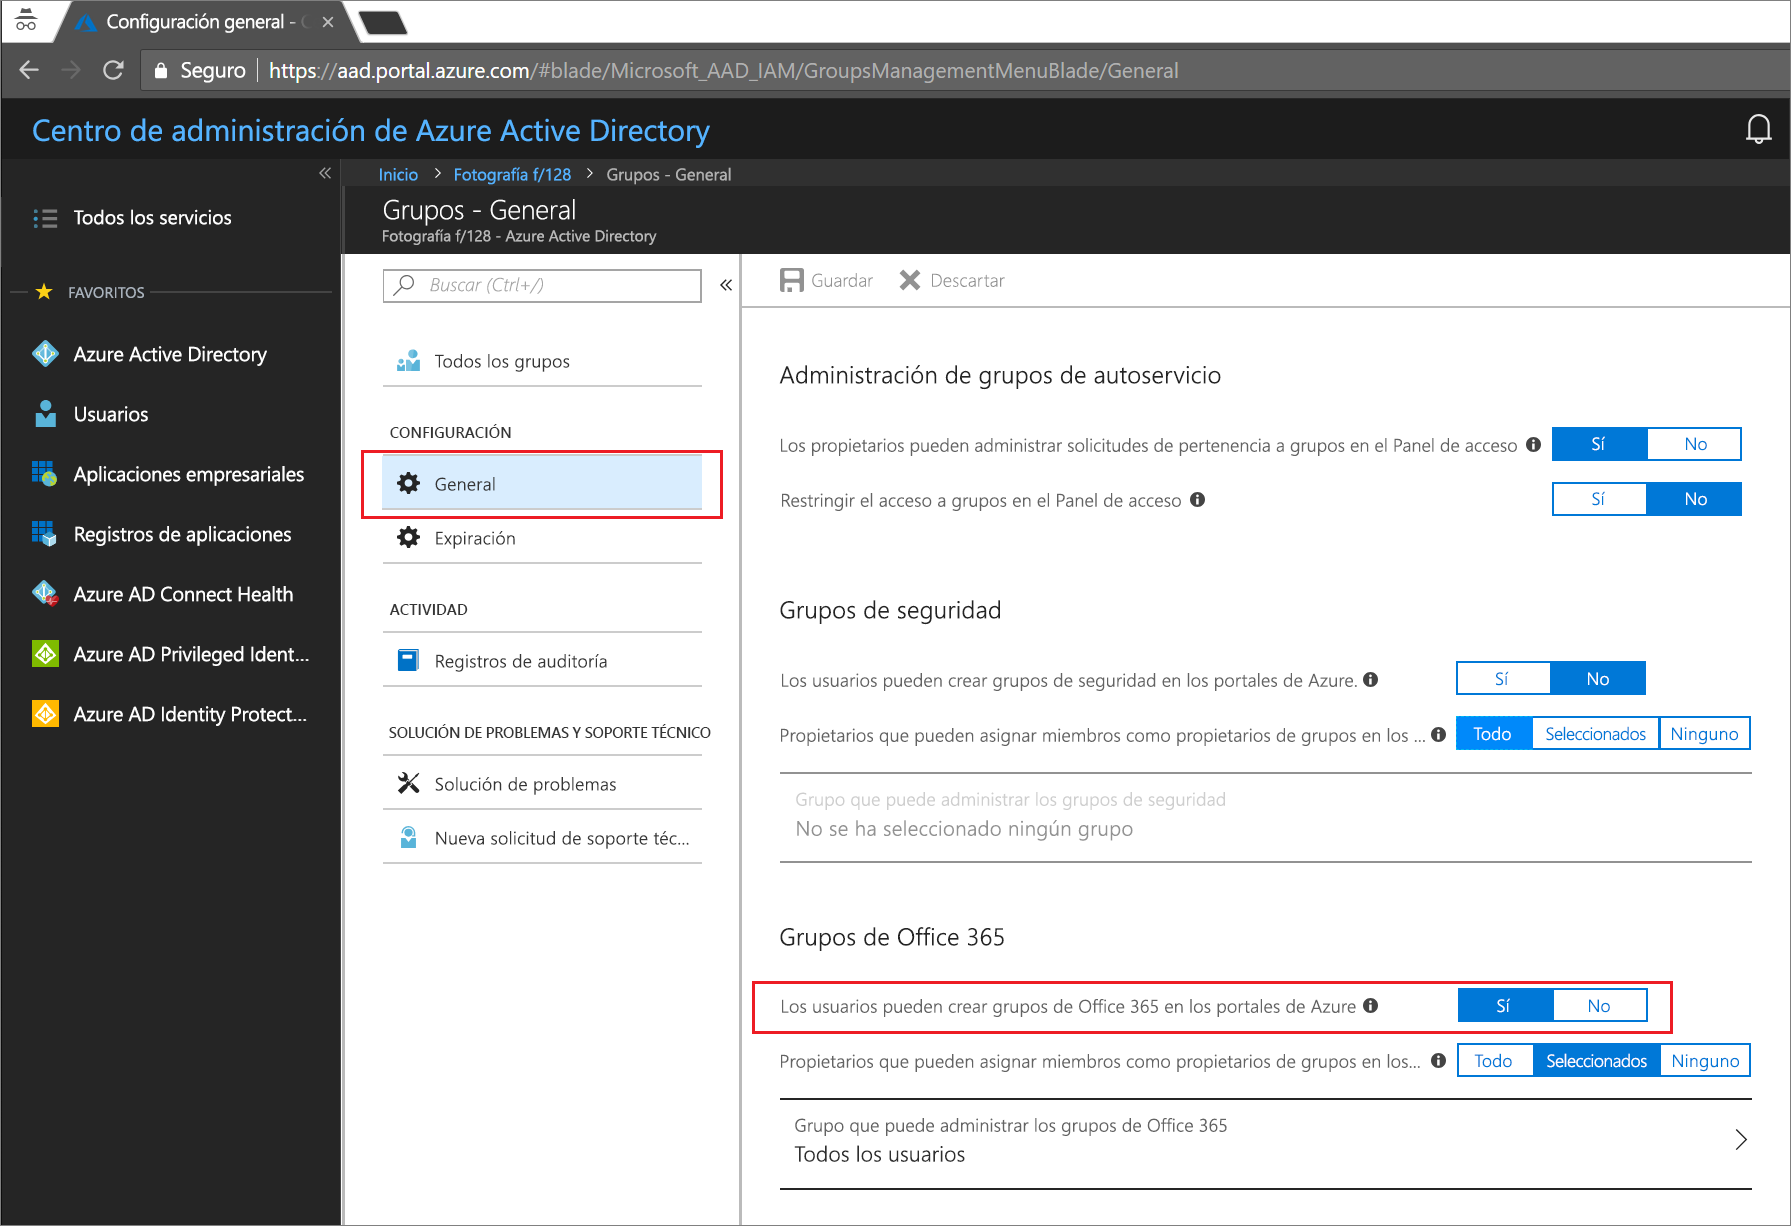 Configuración general -
Seguro
https://aad.portal.azure.com/#blade/Microsoft_AAD_IAM/GroupsManagementMenuBlade/General
Centro de administración de Azure Active Directory
«
Todos los servicios
FAVORITOS
Azure Active Directory
Usuarios
Aplicaciones empresariales
Registros de aplicaciones
Azure AD Connect Health
Azure AD Privileged Ident...
Azure AD Identity Protect...
Inicio > Fotografía f/128 > Grupos - General
Grupos - General
Fotografía f/128 - Azure Active Directory
Buscar (Ctrl+/)
«
Todos los grupos
CONFIGURACIÓN
General
Expiración
ACTIVIDAD
Registros de auditoría
SOLUCIÓN DE PROBLEMAS Y SOPORTE TÉCNICO
Solución de problemas
Nueva solicitud de soporte téc...
Guardar
Descartar
Administración de grupos de autoservicio
Los propietarios pueden administrar solicitudes de pertenencia a grupos en el Panel de acceso
Sí
No
Restringir el acceso a grupos en el Panel de acceso
Sí
No
Grupos de seguridad
Los usuarios pueden crear grupos de seguridad en los portales de Azure.
Sí
No
Propietarios que pueden asignar miembros como propietarios de grupos en los ...
Todo
Seleccionados
Ninguno
Grupo que puede administrar los grupos de seguridad
No se ha seleccionado ningún grupo
Grupos de Office 365
Los usuarios pueden crear grupos de Office 365 en los portales de Azure
Sí
No
Propietarios que pueden asignar miembros como propietarios de grupos en los...
Todo
Seleccionados
Ninguno
Grupo que puede administrar los grupos de Office 365
Todos los usuarios